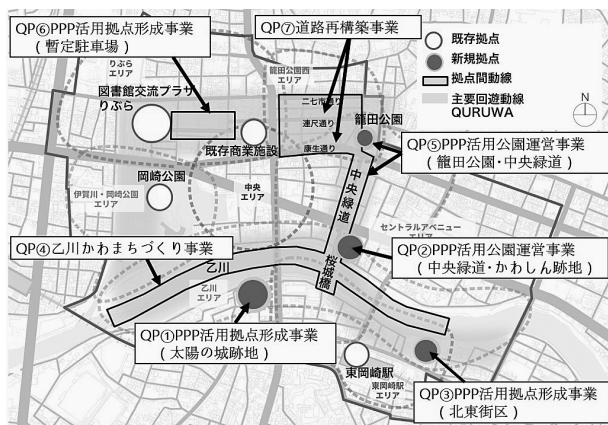 QP⑥PPP活用拠点形成事業
(暫定駐車場)
QP⑦道路再構築事業
既存拠点
新規拠点
拠点間動線
主要回遊動線
QURUWA
N
りぶら
エリア
図書館交流プラザ
りぶら
籠田公園西
エリア
二七市通り
連尺通り
康生通り
籠田公園
既存商業施設
QP⑤PPP活用公園運営事業
(籠田公園・中央緑道)
岡崎公園
伊賀川・岡崎公園
エリア
中央
エリア
中央緑道
セントラルアベニュー
エリア
QP④乙川かわまちづくり事業
QP②PPP活用公園運営事業
(中央緑道・かわしん跡地)
乙川
乙川
エリア
桜城橋
QP①PPP活用拠点形成事業
(太陽の城跡地)
東岡崎駅
東岡崎駅
エリア
QP③PPP活用拠点形成事業
(北東街区)